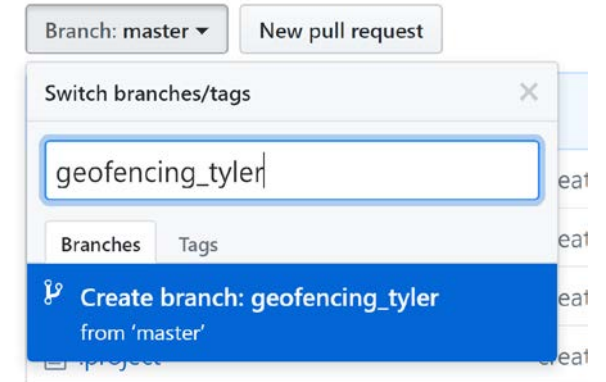 Branch: master
New pull request
Switch branches/tags
geofencing_tyler
Branches
Tags
Create branch: geofencing_tyler
from ‘master’